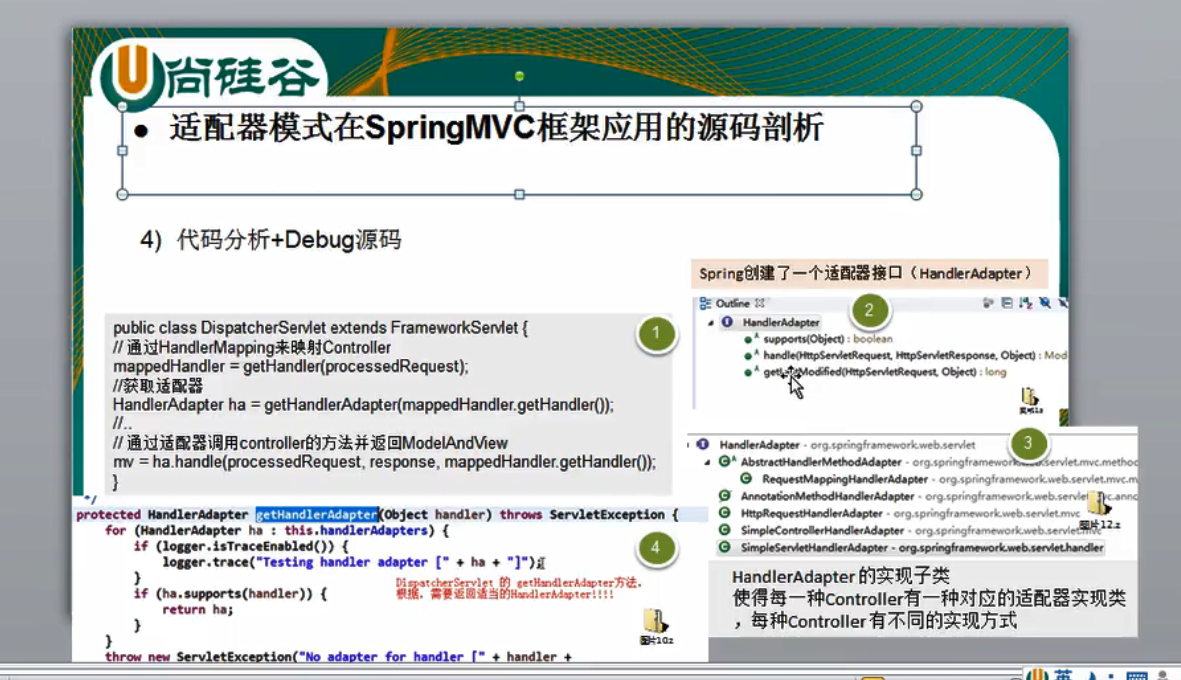 尚硅谷
• 适配器模式在SpringMVC框架应用的源码剖析
4) 代码分析+Debug源码
Spring创建了一个适配器接口（HandlerAdapter）
1
public class DispatcherServlet extends FrameworkServlet {
// 通过HandlerMapping来映射Controller
mappedHandler = getHandler(processedRequest);
//获取适配器
HandlerAdapter ha = getHandlerAdapter(mappedHandler.getHandler());
//..
// 通过适配器调用controller的方法并返回ModelAndView
mv = ha.handle(processedRequest, response, mappedHandler.getHandler());
}
2
Outline
HandlerAdapter
supports(Object) : boolean
handle(HttpServletRequest, HttpServletResponse, Object) : Mod
Modified(HttpServletRequest, Object) : long
3
HandlerAdapter - org.springframework.web.servlet
AbstractHandlerMethodAdapter - org.springframework.web.servlet.mvc.method
RequestMappingHandlerAdapter - org.springframework.web.servlet.mvc.m
AnnotationMethodHandlerAdapter - org.springframework.web.servlet
HttpRequestHandlerAdapter - org.springframework.web.servlet.mvc
SimpleControllerHandlerAdapter - org.springframework.web.servlet.mvc
SimpleServletHandlerAdapter - org.springframework.web.servlet.handler
图片12.z
HandlerAdapter 的实现子类
使得每一种Controller有一种对应的适配器实现类
，每种Controller 有不同的实现方式
4
*/
protected HandlerAdapter getHandlerAdapter(Object handler) throws ServletException {
for (HandlerAdapter ha : this.handlerAdapters) {
if (logger.isTraceEnabled()) {
logger.trace("Testing handler adapter [" + ha + "]");
}
if (ha.supports(handler)) {
return ha;
}
}
throw new ServletException("No adapter for handler [" + handler +
DispatcherServlet 的 getHandlerAdapter方法，
根据，需要返回适当的HandlerAdapter!!!!
图片10z
英